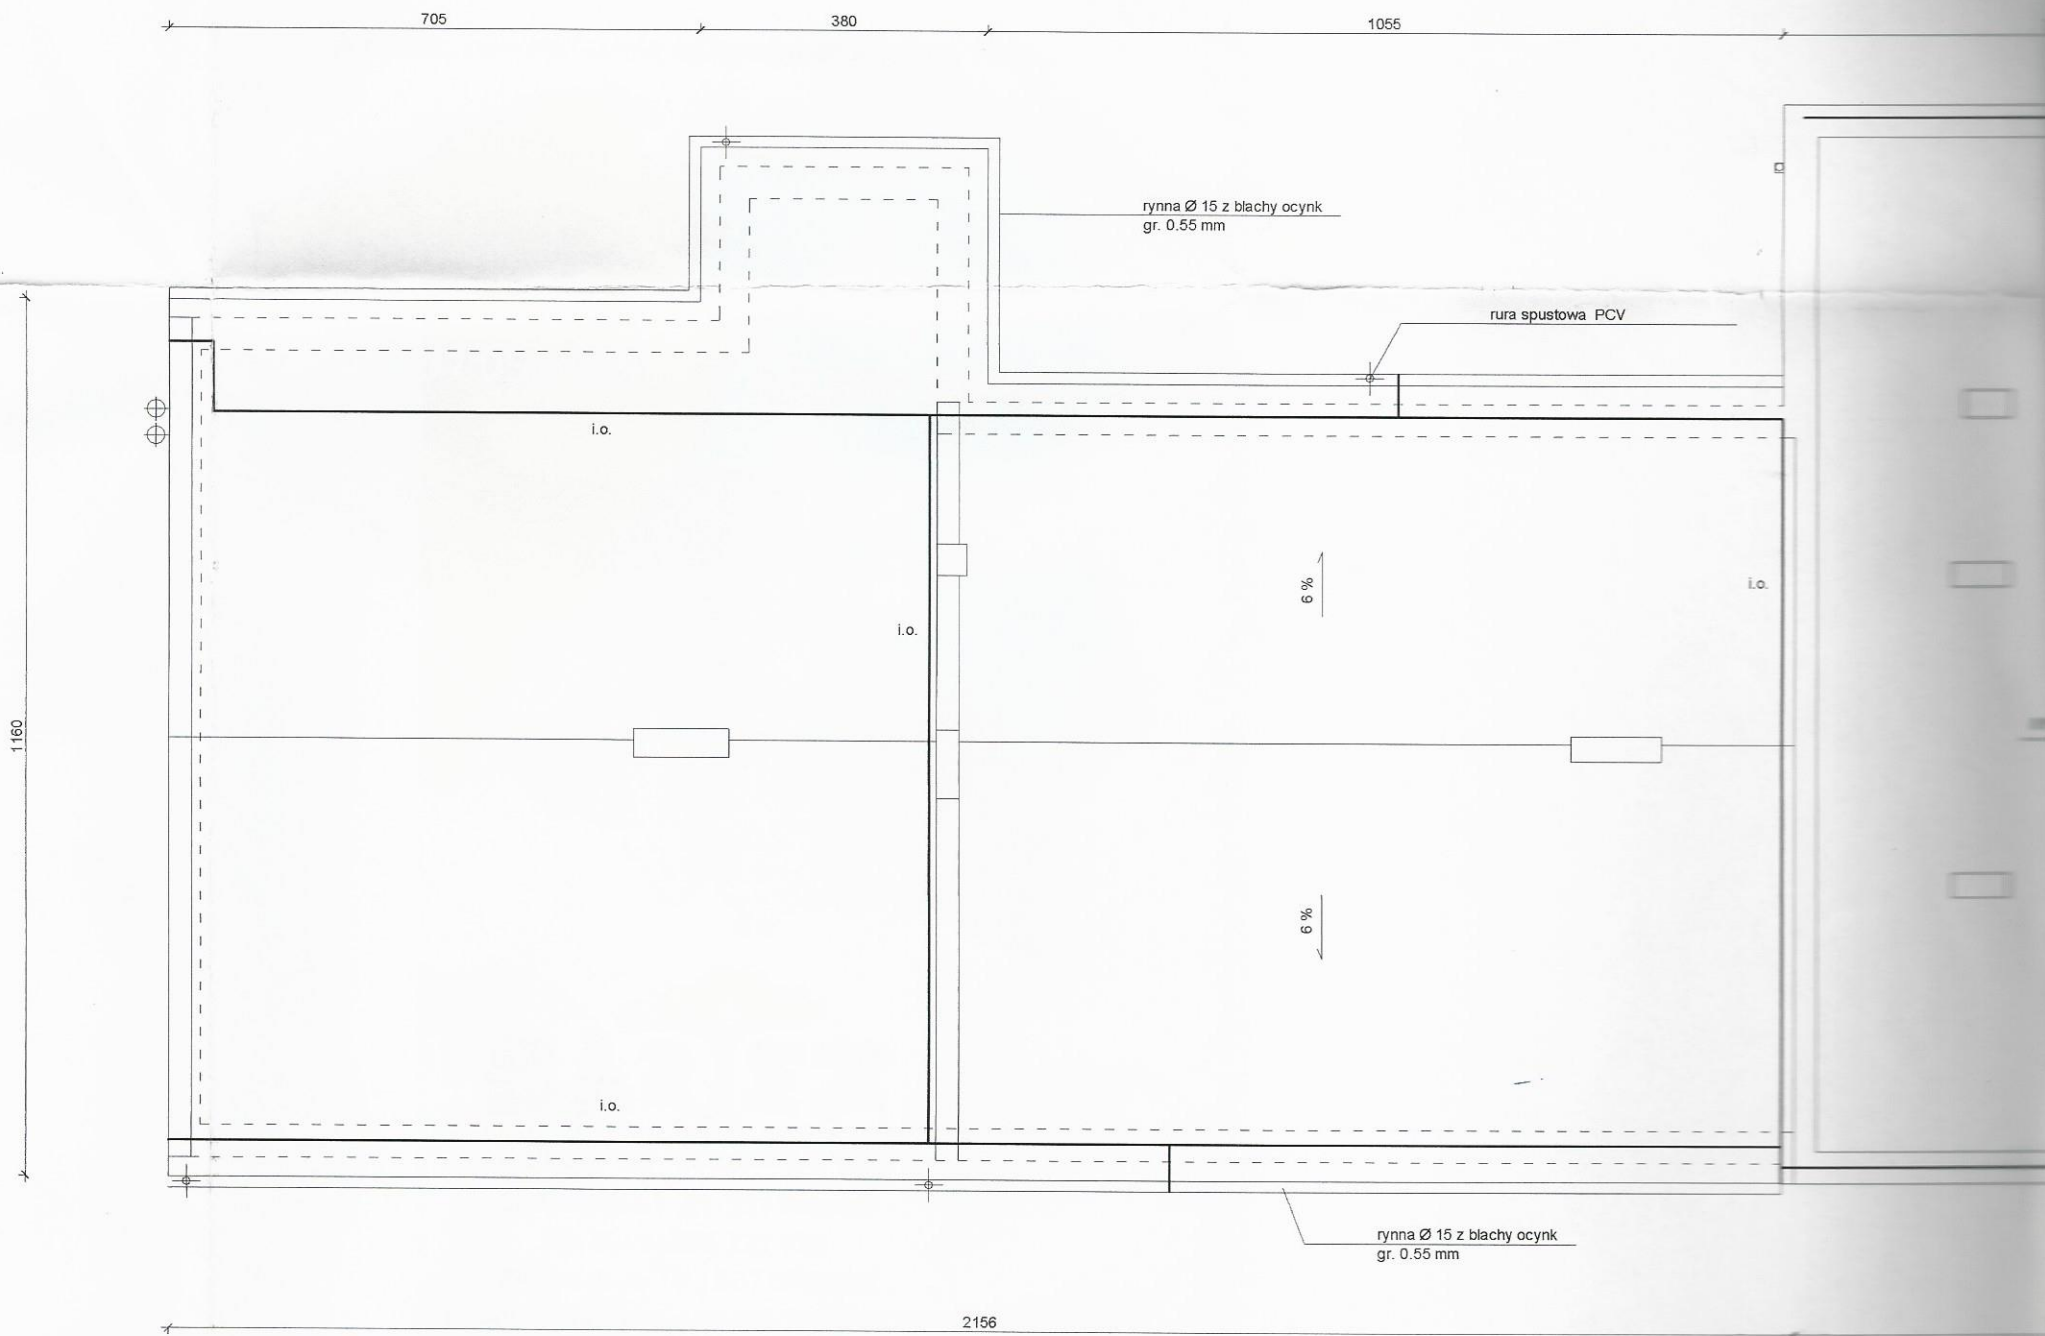 705
380
1055
rynna Ø 15 z blachy ocynk
gr. 0.55 mm
rura spustowa PCV
i.o.
6 %
i.o.
i.o.
1160
6 %
i.o.
rynna Ø 15 z blachy ocynk
gr. 0.55 mm
2156